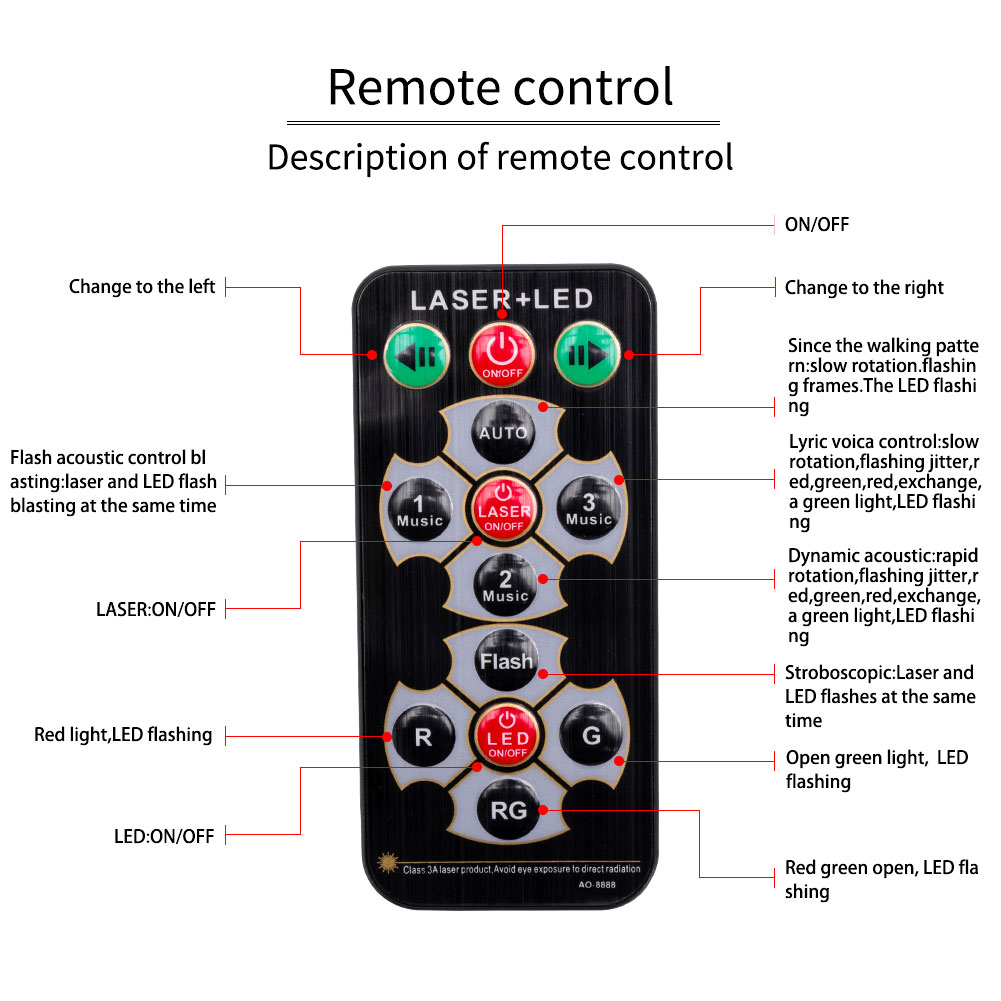 Remote control
Description of remote control
ON/OFF
Change to the left
Change to the right
LASER+LED
ON/OFF
Since the walking patte
rn:slow rotation.flashin
g frames.The LED flashi
ng
AUTO
Flash acoustic control bl
asting:laser and LED flash
blasting at the same time
Lyric voica control:slow
rotation,flashing jitter,r
ed,green,red,exchange,
a green light,LED flashi
ng
1
Music
LASER
ON/OFF
3
Music
Dynamic acoustic:rapid
rotation,flashing jitter,r
ed,green,red,exchange,
a green light,LED flashi
ng
2
Music
LASER:ON/OFF
Flash
Stroboscopic:Laser and
LED flashes at the same
time
Red light,LED flashing
R
LED
ON/OFF
G
Open green light, LED
flashing
RG
LED:ON/OFF
Red green open, LED fla
shing
Class 3A laser product,Avoid eye exposure to direct radiation
AO-8888